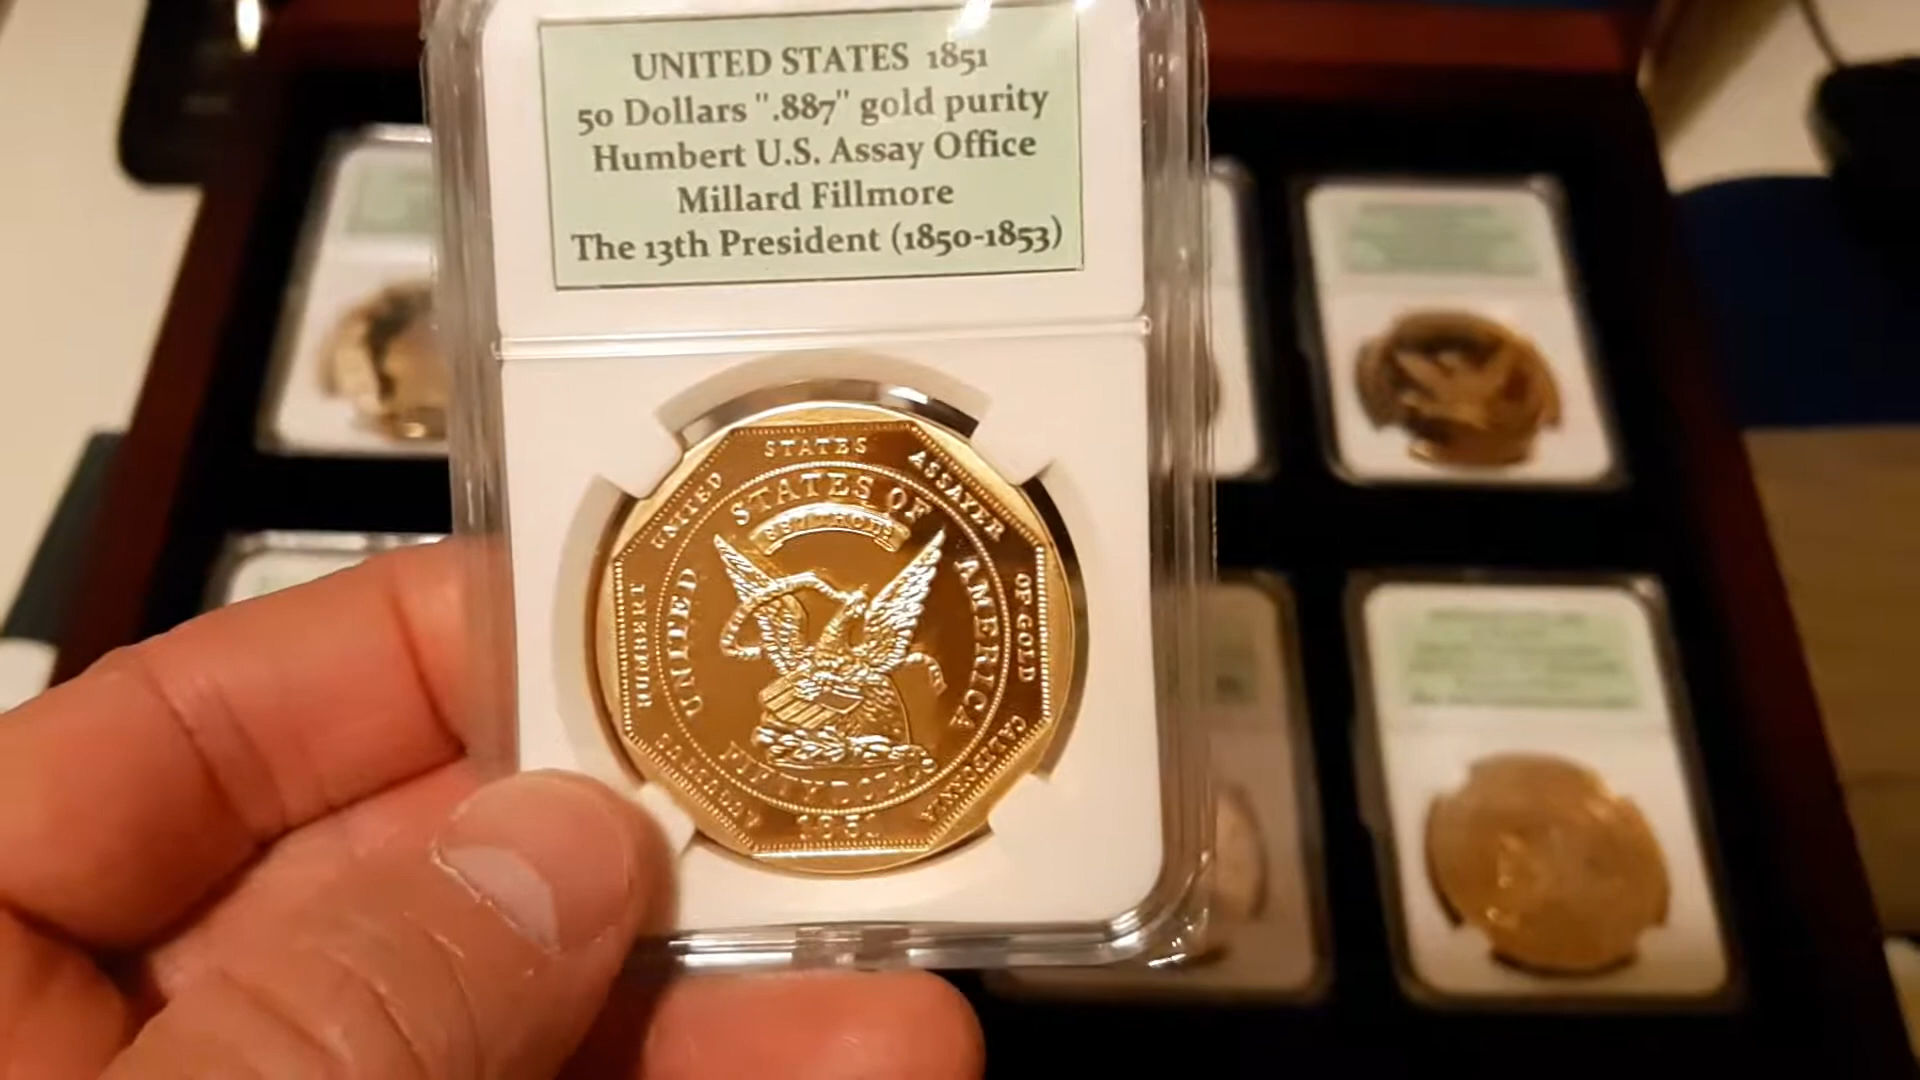 UNITED STATES 1851
50 Dollars ".887" gold purity
Humbert U.S. Assay Office
Millard Fillmore
The 13th President (1850-1853)
UNITED STATES ASSAYER OF GOLD CALIFORNIA
HUMBERT
UNITED STATES OF AMERICA
1851